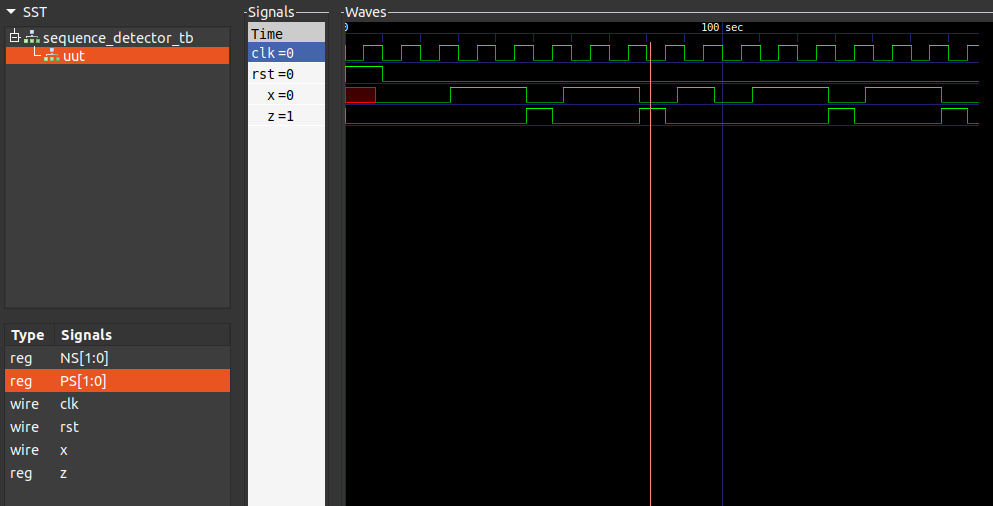 SST
sequence_detector_tb
uut
Type Signals
reg NS[1:0]
reg PS[1:0]
wire clk
wire rst
wire x
reg z
Signals
Time
clk =0
rst =0
x =0
z =1
Waves
0 100 sec